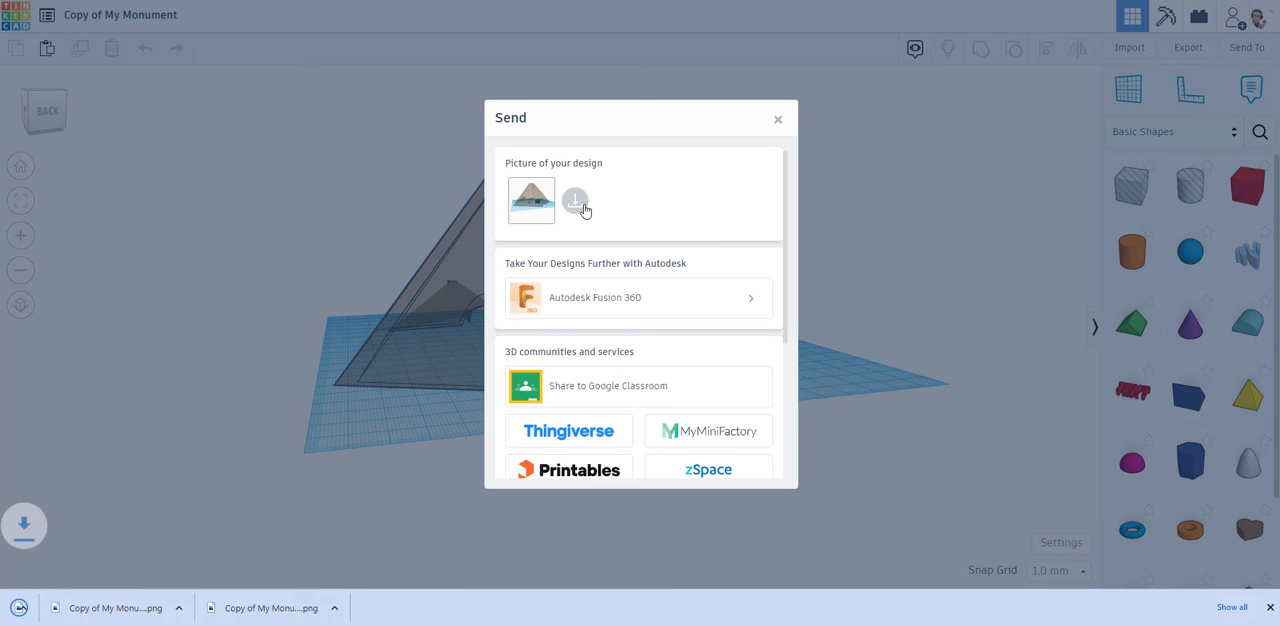 TIN
KER
CAD
Copy of My Monument
Import
Export
Send To
BACK
Basic Shapes
Send
Picture of your design
Take Your Designs Further with Autodesk
360
Autodesk Fusion 360
3D communities and services
Share to Google Classroom
Thingiverse
MyMiniFactory
Printables
zSpace
Settings
Snap Grid
1.0 mm
Copy of My Monu....png
Copy of My Monu....png
Show all